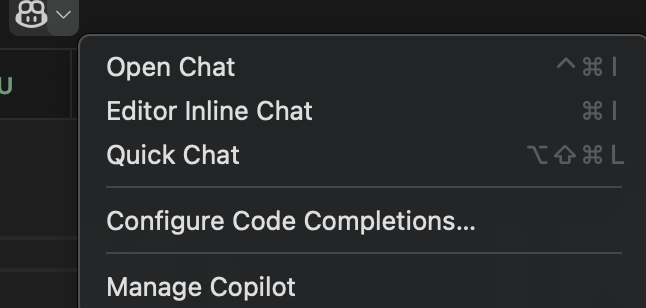 Open Chat ⌃⌘I
Editor Inline Chat ⌘I
Quick Chat ⌥⇧⌘L
U
Configure Code Completions...
Manage Copilot